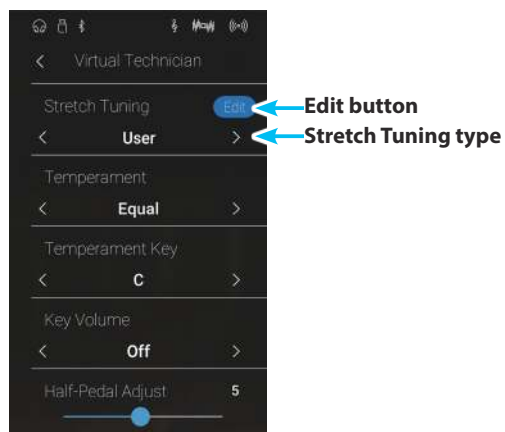 < Virtual Technician
Stretch Tuning Edit Edit button
< User > Stretch Tuning type
Temperament
< Equal >
Temperament Key
< C >
Key Volume
< Off >
Half-Pedal Adjust 5